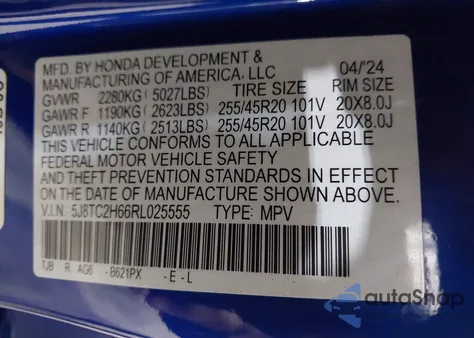 MFD. BY HONDA DEVELOPMENT &
MANUFACTURING OF AMERICA, LLC 04/'24
GVWR 2280KG (5027LBS) TIRE SIZE RIM SIZE
GAWR F 1190KG (2623LBS) 255/45R20 101V 20X8.0J
GAWR R 1140KG (2513LBS) 255/45R20 101V 20X8.0J
THIS VEHICLE CONFORMS TO ALL APPLICABLE
FEDERAL MOTOR VEHICLE SAFETY
AND THEFT PREVENTION STANDARDS IN EFFECT
ON THE DATE OF MANUFACTURE SHOWN ABOVE.
V.I.N.: 5J8TC2H66RL025555 TYPE: MPV
TJB R AG6 -B621PX -E-L
autoShop